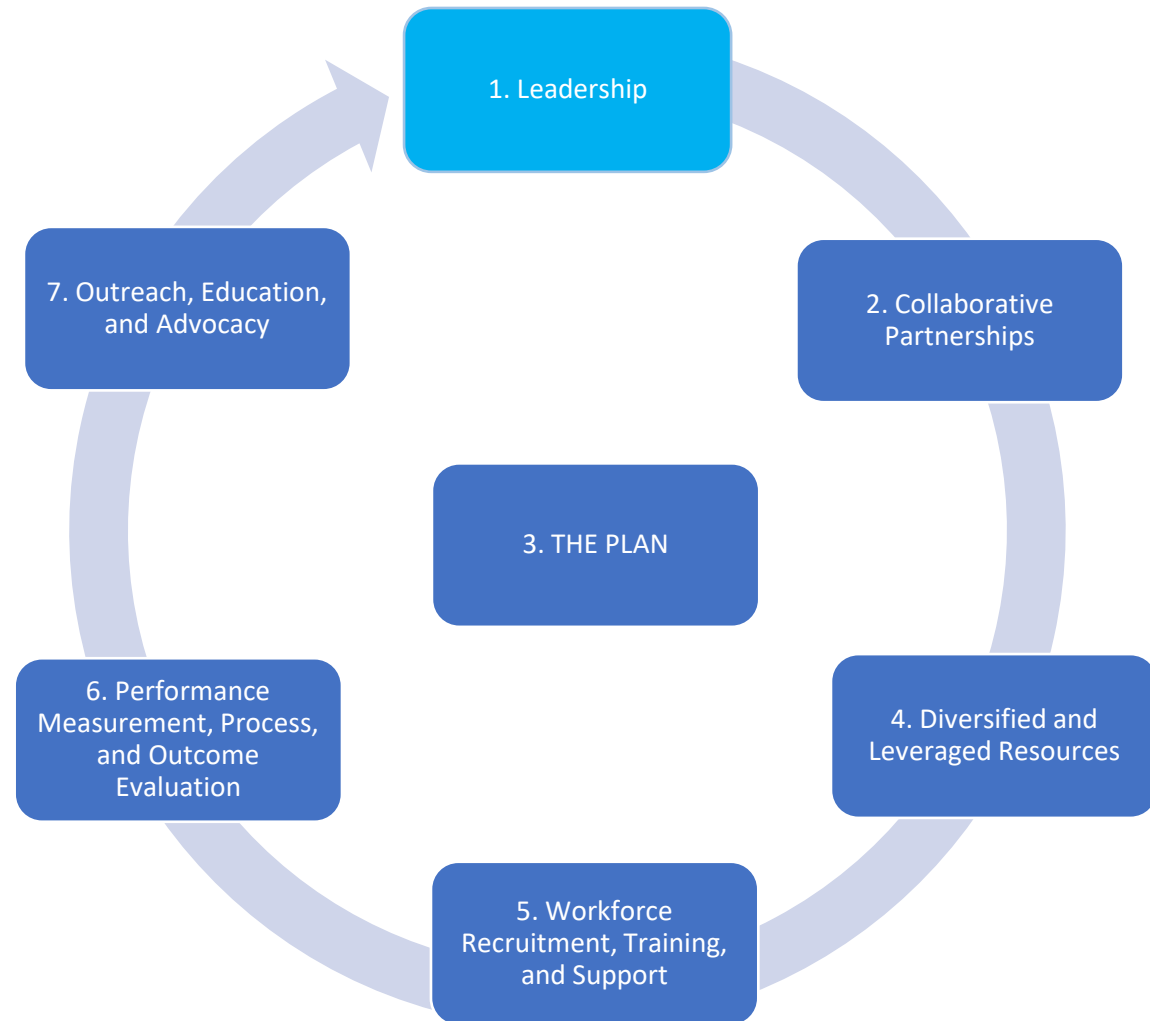 1. Leadership
2. Collaborative
Partnerships
3. THE PLAN
4. Diversified and
Leveraged Resources
5. Workforce
Recruitment, Training,
and Support
6. Performance
Measurement, Process,
and Outcome
Evaluation
7. Outreach, Education,
and Advocacy